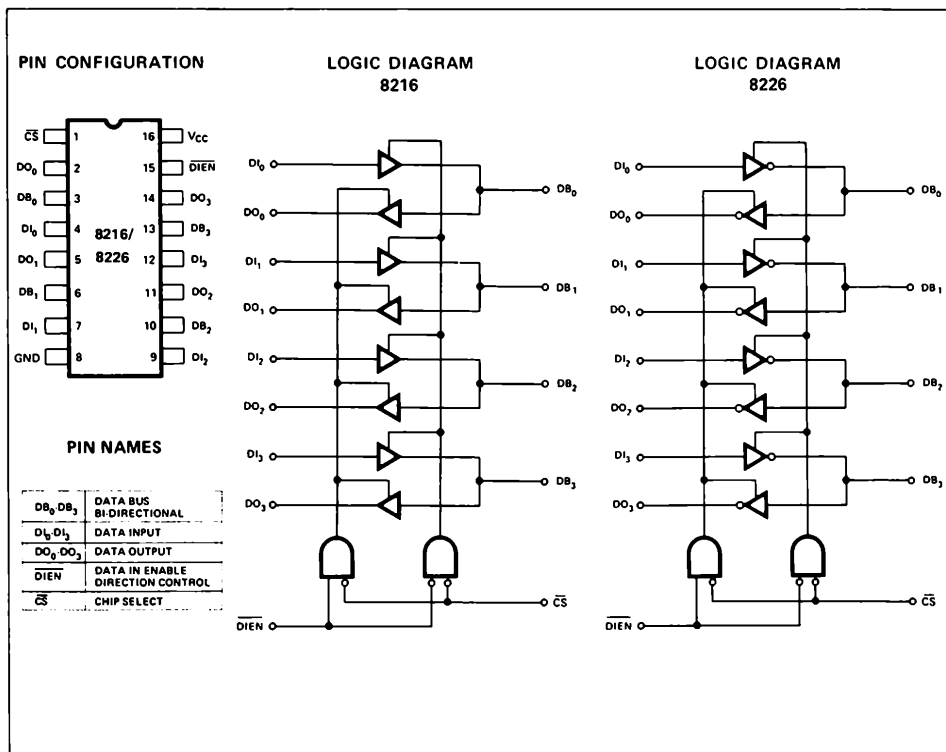 PIN CONFIGURATION
CS̅ 1 16 VCC
DO₀ 2 15 DIEN̅
DB₀ 3 14 DO₃
DI₀ 4 13 DB₃
8216/
DO₁ 5 12 DI₃
8226
DB₁ 6 11 DO₂
DI₁ 7 10 DB₂
GND 8 9 DI₂
PIN NAMES
DB₀-DB₃ DATA BUS
BI-DIRECTIONAL
DI₀-DI₃ DATA INPUT
DO₀-DO₃ DATA OUTPUT
DIEN̅ DATA IN ENABLE
DIRECTION CONTROL
CS̅ CHIP SELECT
LOGIC DIAGRAM
8216
DI₀
DB₀
DO₀
DI₁
DB₁
DO₁
DI₂
DB₂
DO₂
DI₃
DB₃
DO₃
CS̅
DIEN̅
LOGIC DIAGRAM
8226
DI₀
DB₀
DO₀
DI₁
DB₁
DO₁
DI₂
DB₂
DO₂
DI₃
DB₃
DO₃
CS̅
DIEN̅